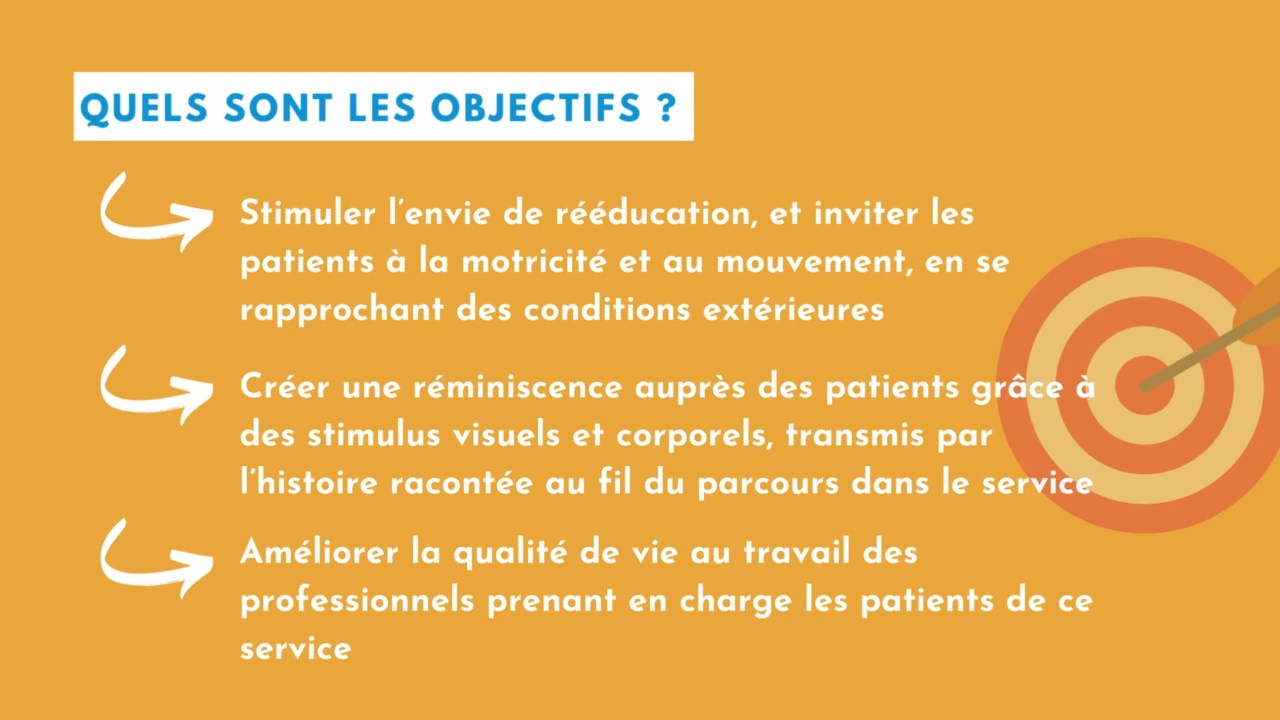 QUELS SONT LES OBJECTIFS ?
Stimuler l’envie de rééducation, et inviter les
patients à la motricité et au mouvement, en se
rapprochant des conditions extérieures
Créer une réminiscence auprès des patients grâce à
des stimulus visuels et corporels, transmis par
l’histoire racontée au fil du parcours dans le service
Améliorer la qualité de vie au travail des
professionnels prenant en charge les patients de ce
service